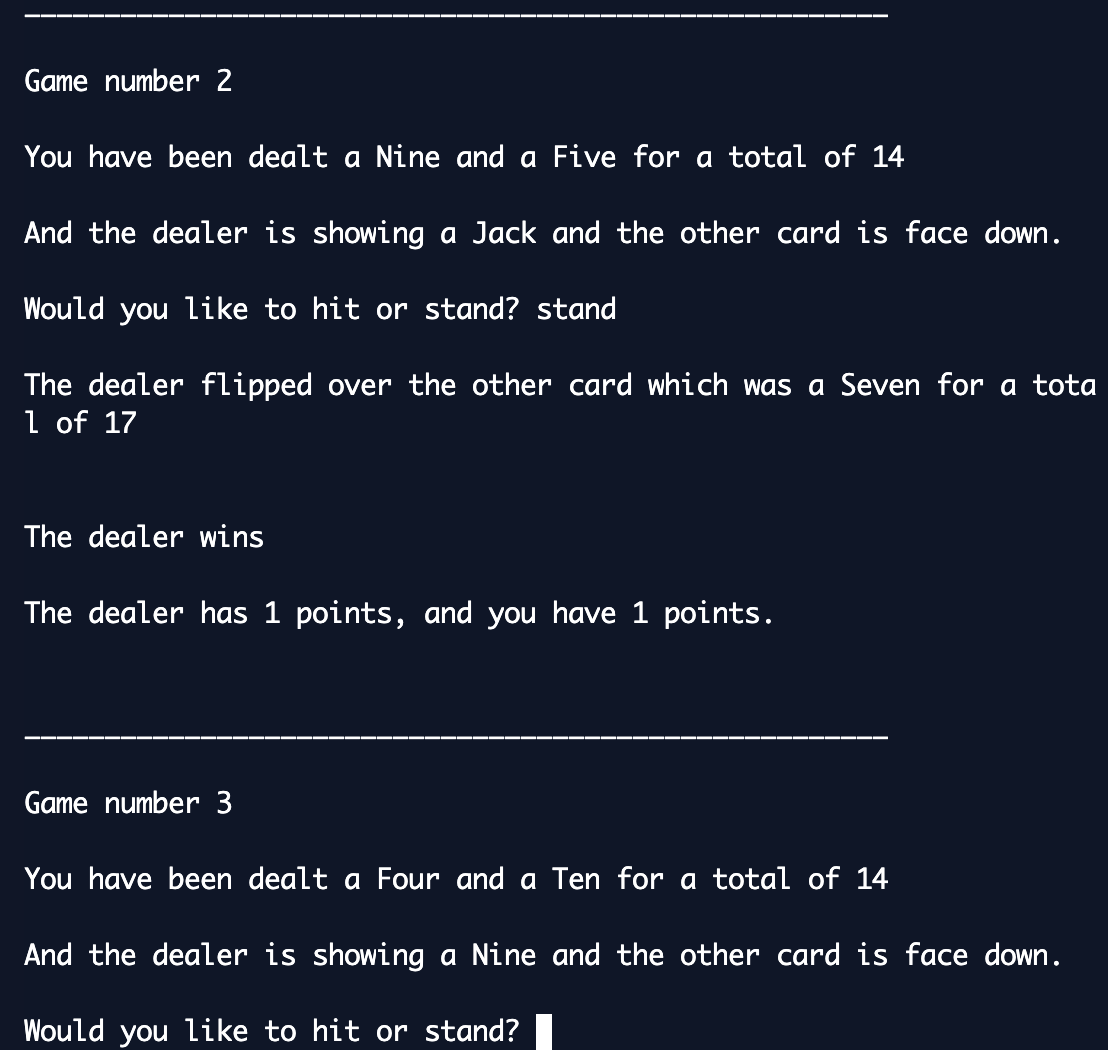 Game number 2
You have been dealt a Nine and a Five for a total of 14
And the dealer is showing a Jack and the other card is face down.
Would you like to hit or stand? stand
The dealer flipped over the other card which was a Seven for a tota
l of 17
The dealer wins
The dealer has 1 points, and you have 1 points.
Game number 3
You have been dealt a Four and a Ten for a total of 14
And the dealer is showing a Nine and the other card is face down.
Would you like to hit or stand?